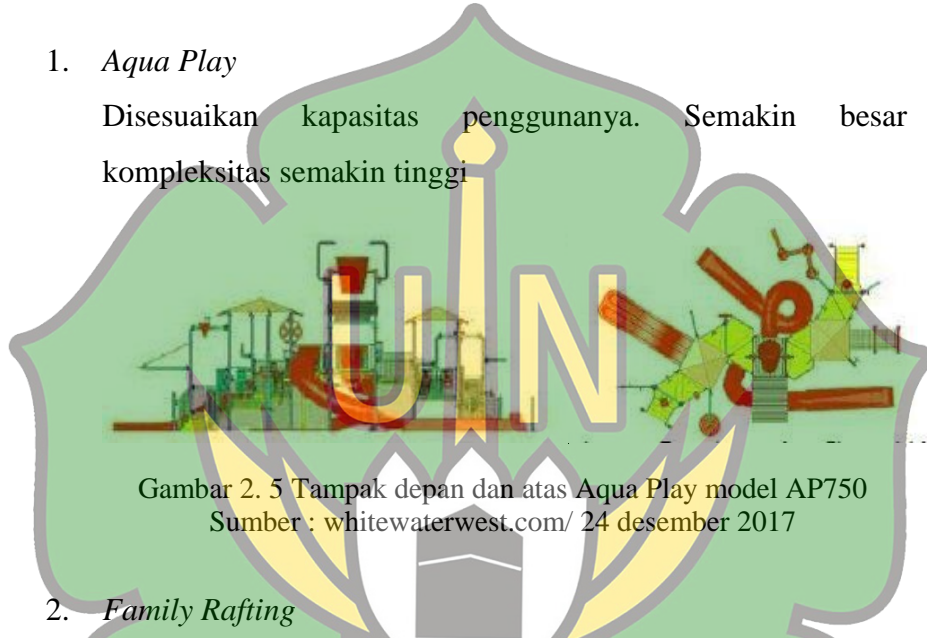 1. Aqua Play
Disesuaikan kapasitas penggunanya. Semakin besar
kompleksitas semakin tinggi
UIN
Gambar 2. 5 Tampak depan dan atas Aqua Play model AP750
Sumber : whitewaterwest.com/ 24 desember 2017
2. Family Rafting